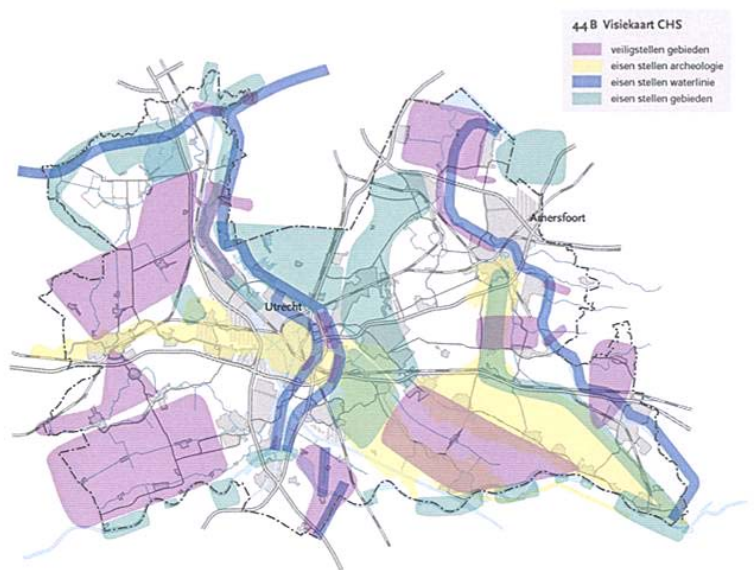 44 B Visiekaart CHS
veiligstellen gebieden
eisen stellen archeologie
eisen stellen waterlinie
eisen stellen gebieden
Amersfoort
Utrecht